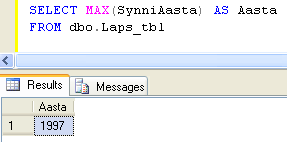 SELECT MAX(SynniAasta) AS Aasta
FROM dbo.Laps_tbl
Results Messages
Aasta
1 1997